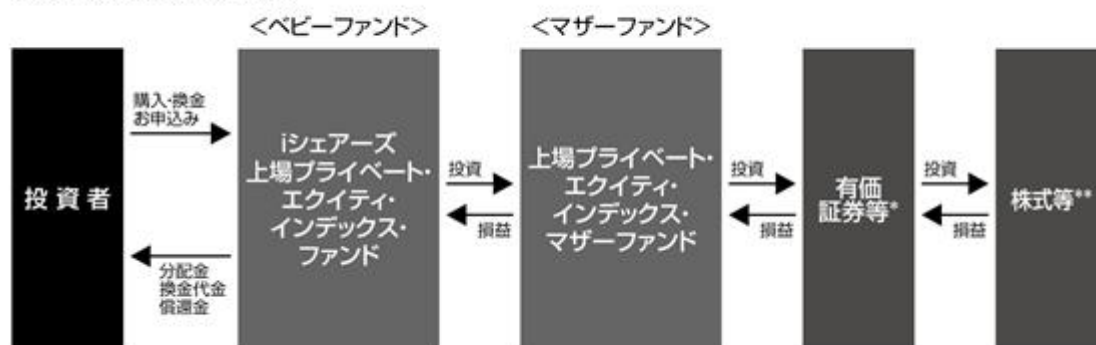 <ベビーファンド>
<マザーファンド>
投資者
購入・換金
お申込み
分配金
換金代金
償還金
iシェアーズ
上場プライベート・
エクイティ・
インデックス・
ファンド
投資
損益
上場プライベート・
エクイティ・
インデックス・
マザーファンド
投資
損益
有価
証券等*
投資
損益
株式等**